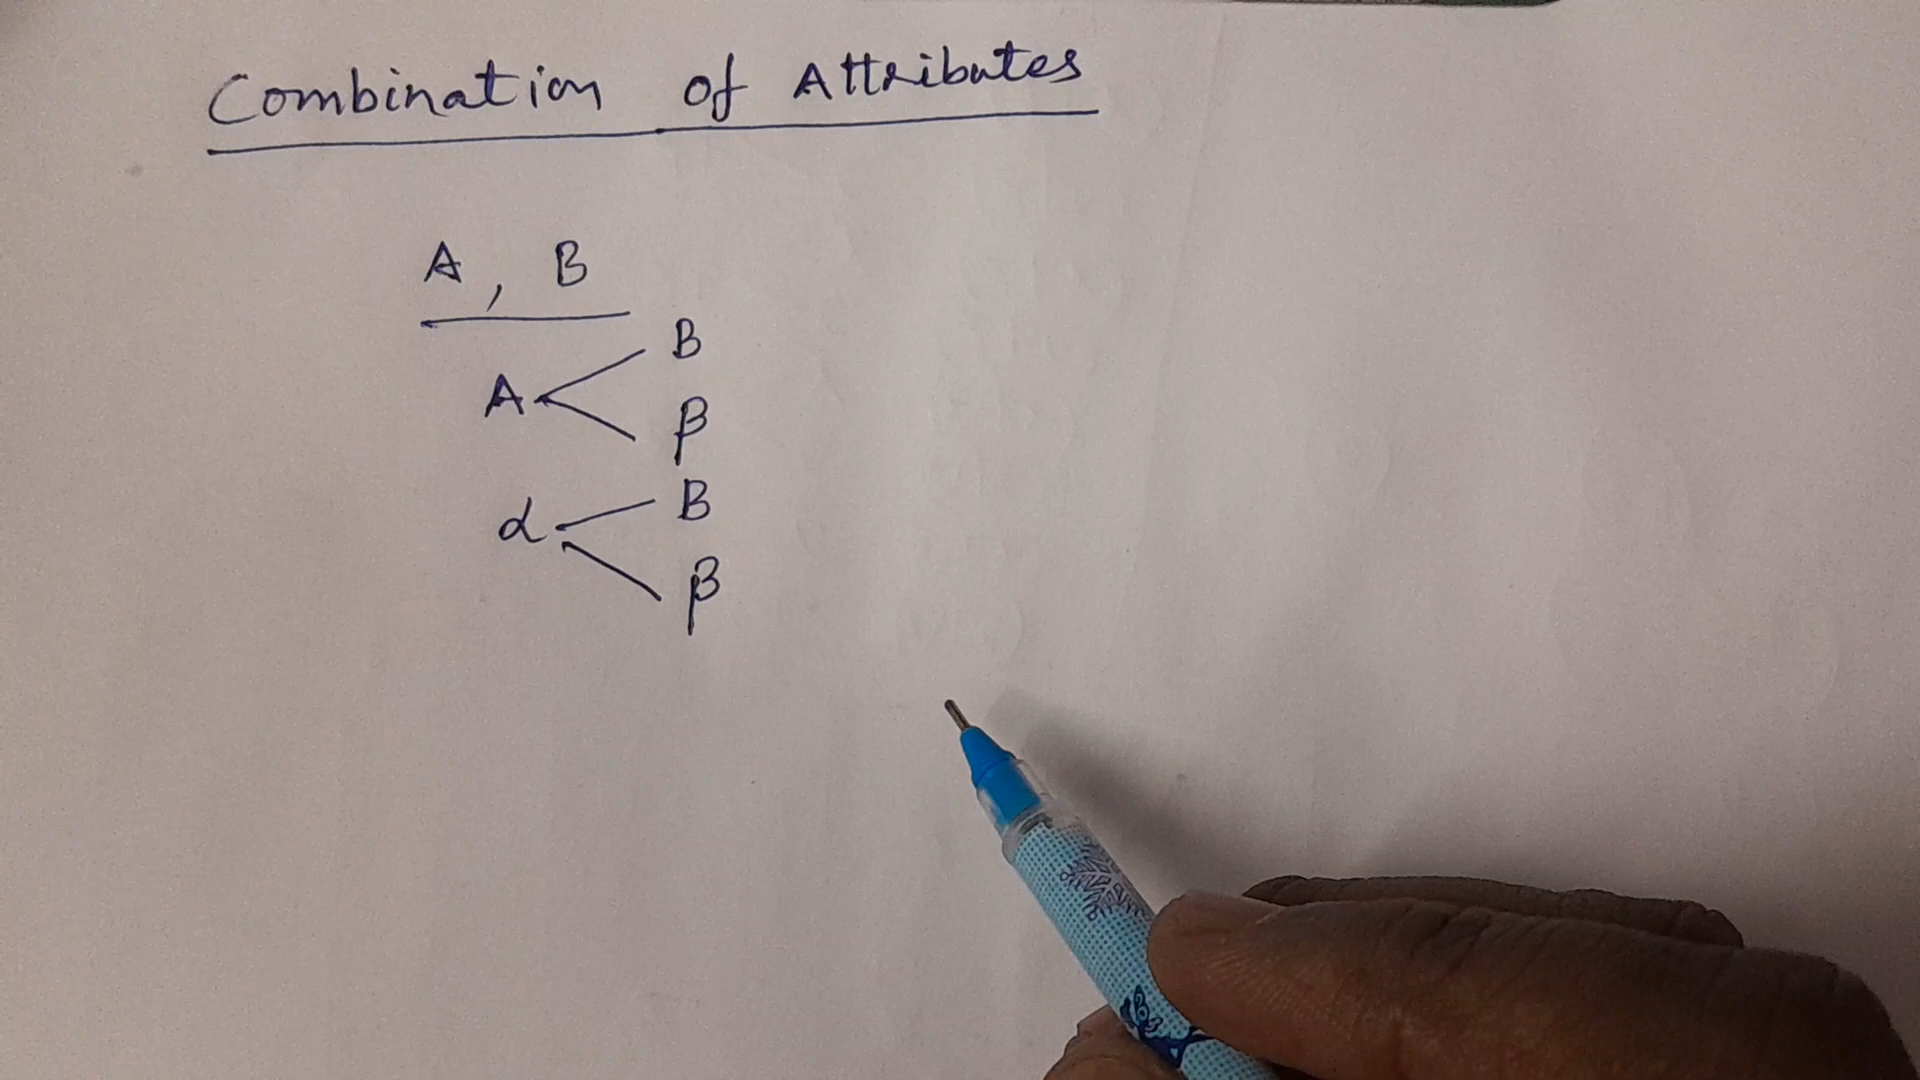 Combination of Attributes
A, B
B
A
β
B
α
β